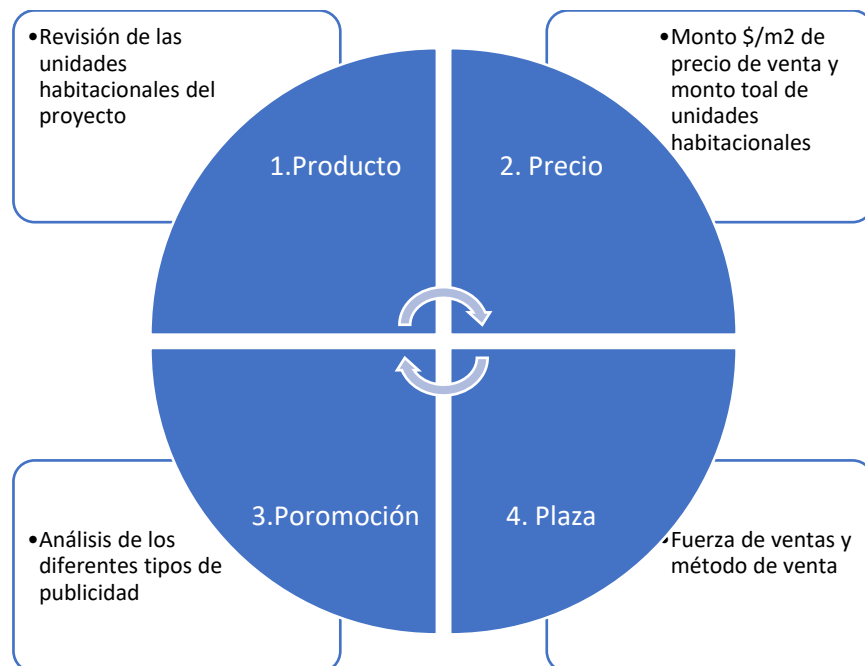 •Revisión de las
unidades
habitacionales del
proyecto
•Monto $/m2 de
precio de venta y
monto toal de
unidades
habitacionales
1.Producto
2. Precio
3.Poromoción
4. Plaza
•Análisis de los
diferentes tipos de
publicidad
•Fuerza de ventas y
método de venta